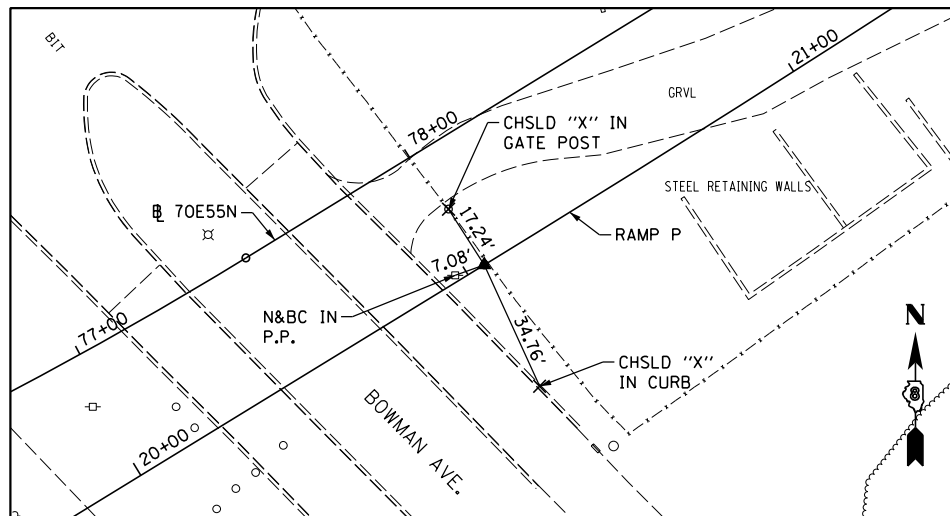 BIT
21+00
GRVL
78+00
CHSLD "X" IN
GATE POST
STEEL RETAINING WALLS
℄ 70E55N
17.24'
RAMP P
7.08'
N&BC IN
P.P.
77+00
34.76'
CHSLD "X"
IN CURB
N
8
BOWMAN AVE.
20+00